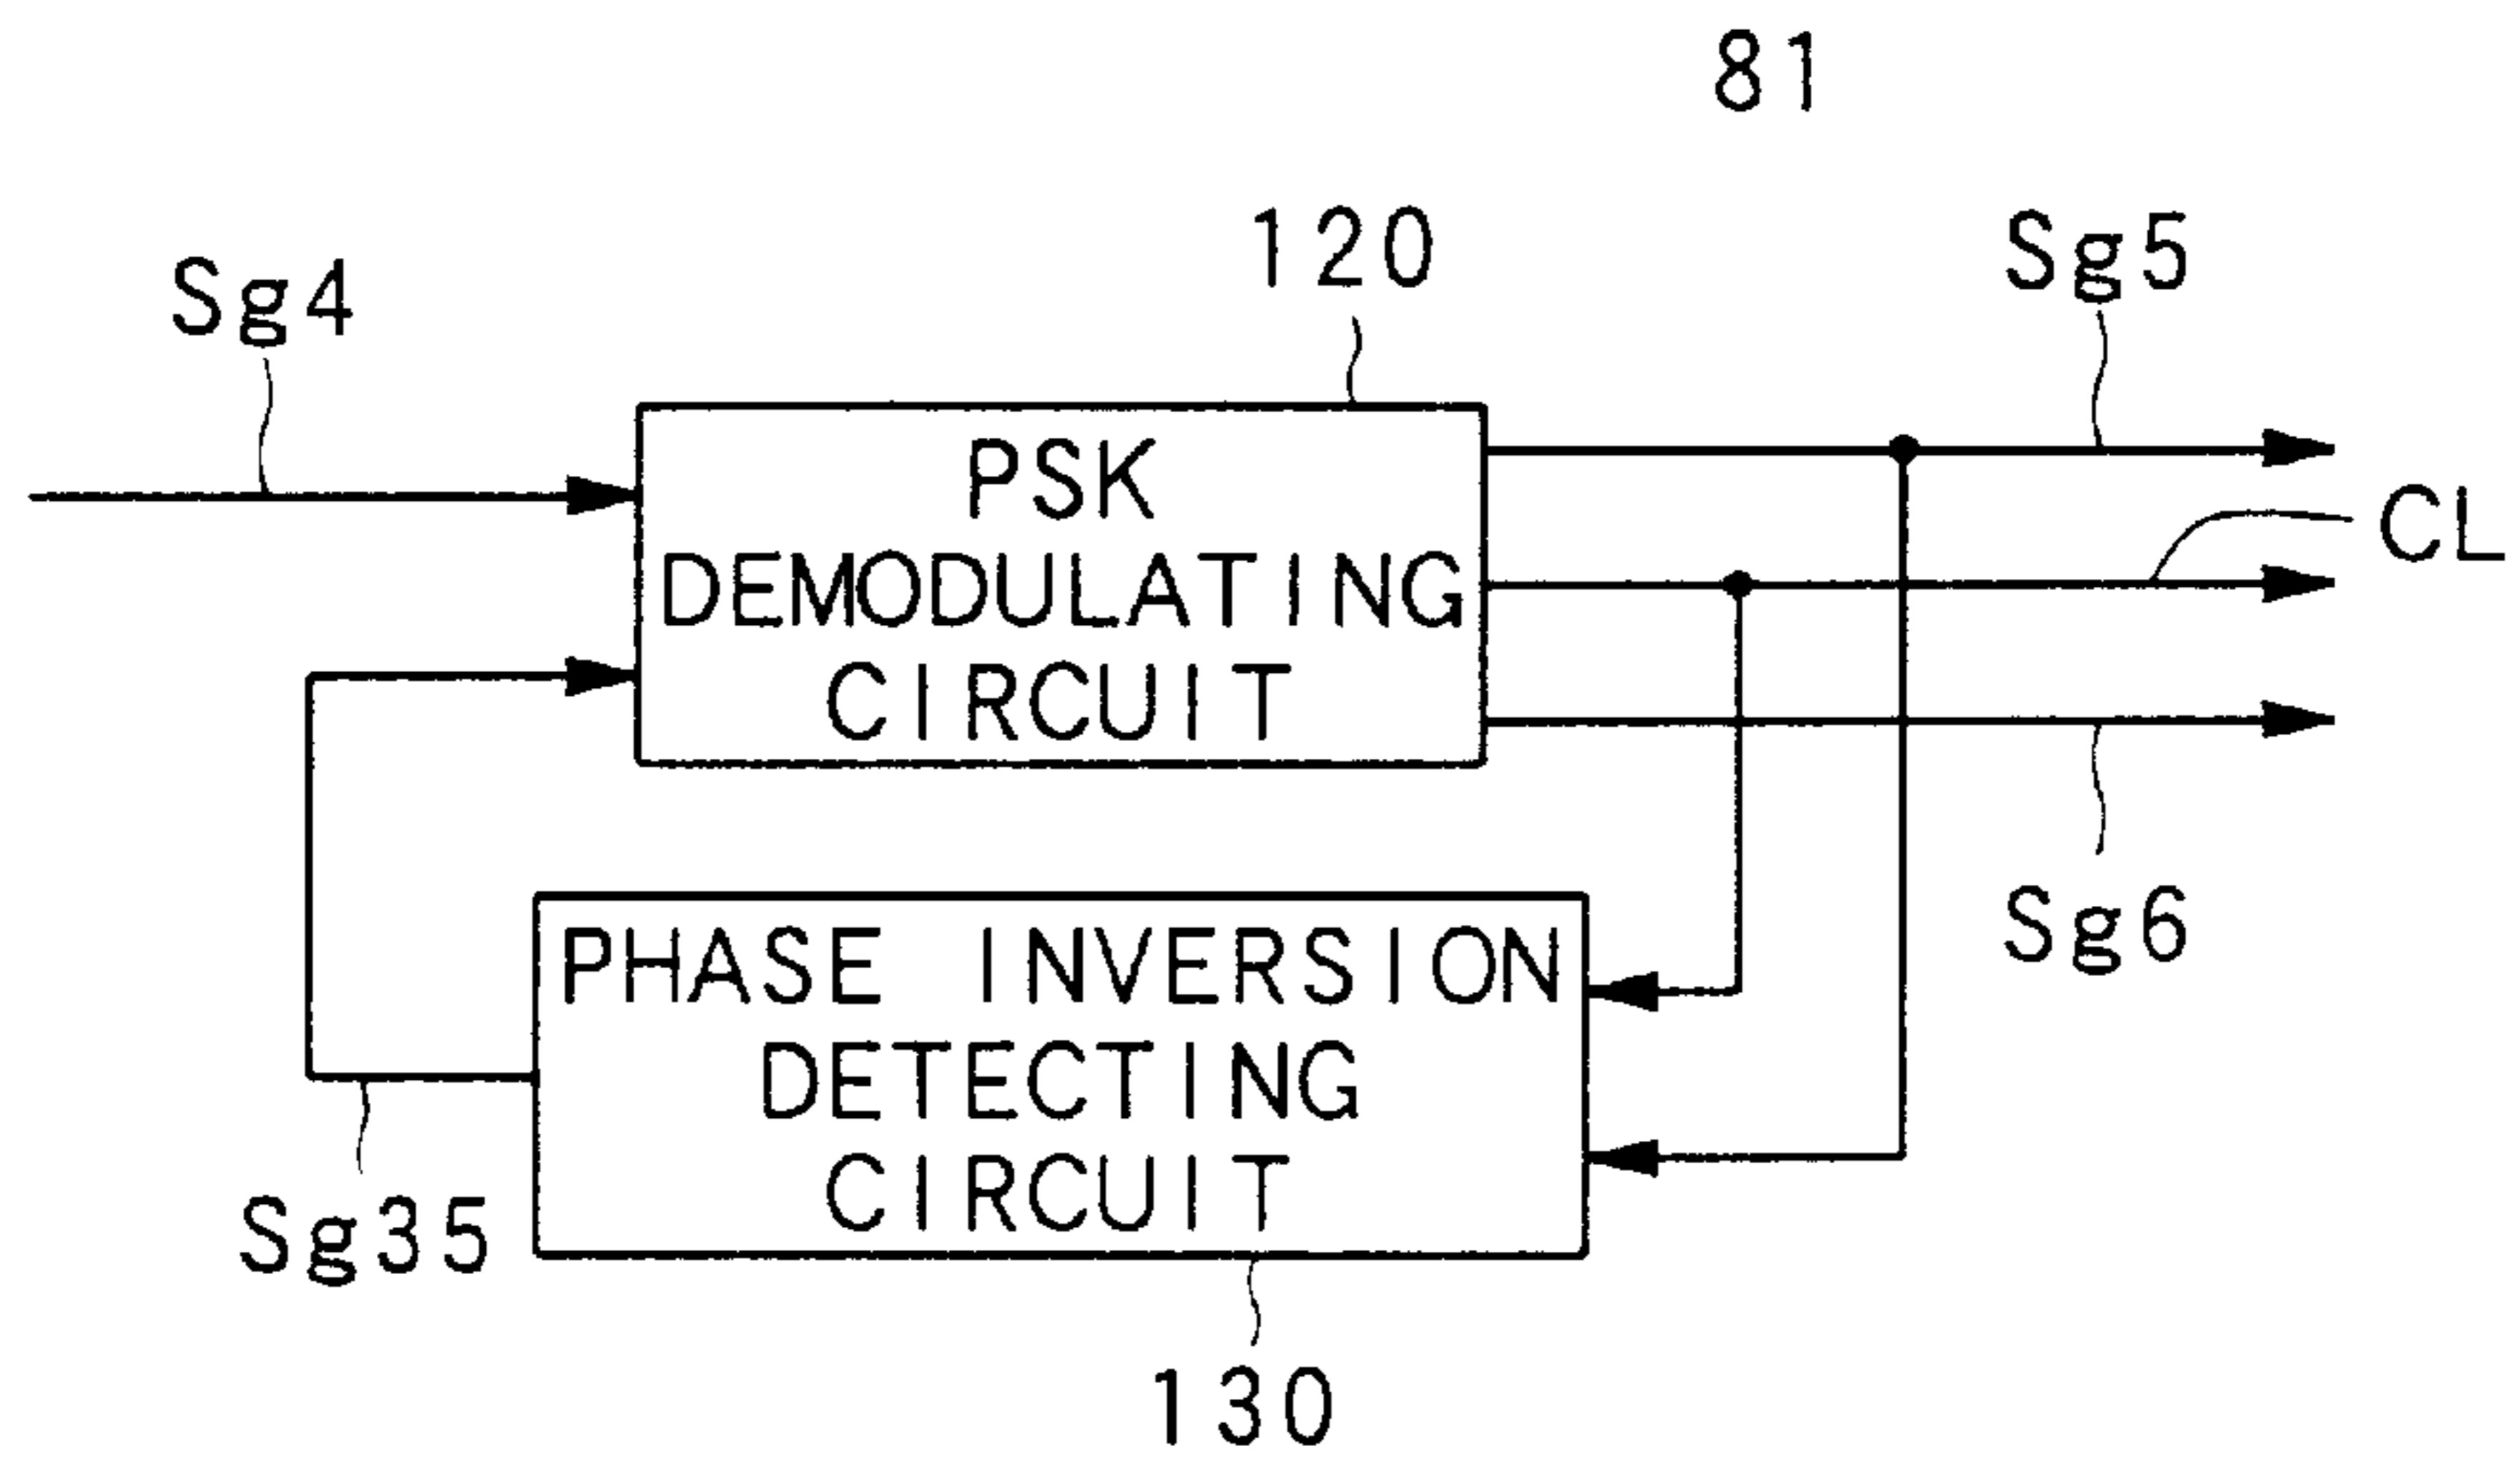 81
120
Sg5
Sg4
PSK
DEMODULATING
CIRCUIT
CL
Sg6
PHASE INVERSION
DETECTING
CIRCUIT
Sg35
130